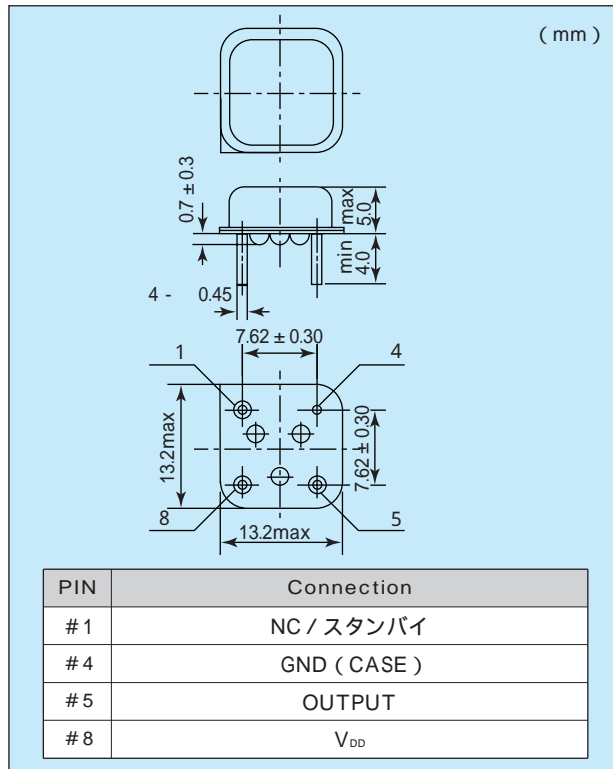 ( mm )
0.7 ± 0.3
max
5.0
min
4.0
4 - 0.45
7.62 ± 0.30
1
4
13.2max
7.62 ± 0.30
8
5
13.2max
PIN Connection
#1 NC / スタンバイ
#4 GND ( CASE )
#5 OUTPUT
#8 VDD